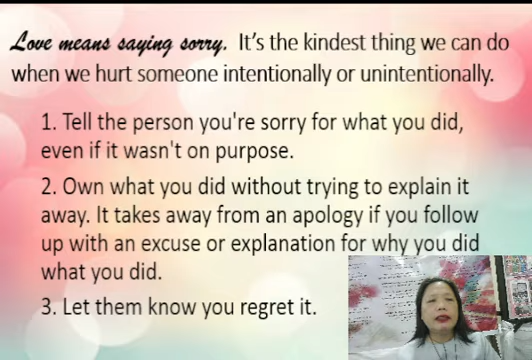 Love means saying sorry. It's the kindest thing we can do
when we hurt someone intentionally or unintentionally.
1. Tell the person you're sorry for what you did,
even if it wasn't on purpose.
2. Own what you did without trying to explain it
away. It takes away from an apology if you follow
up with an excuse or explanation for why you did
what you did.
3. Let them know you regret it.